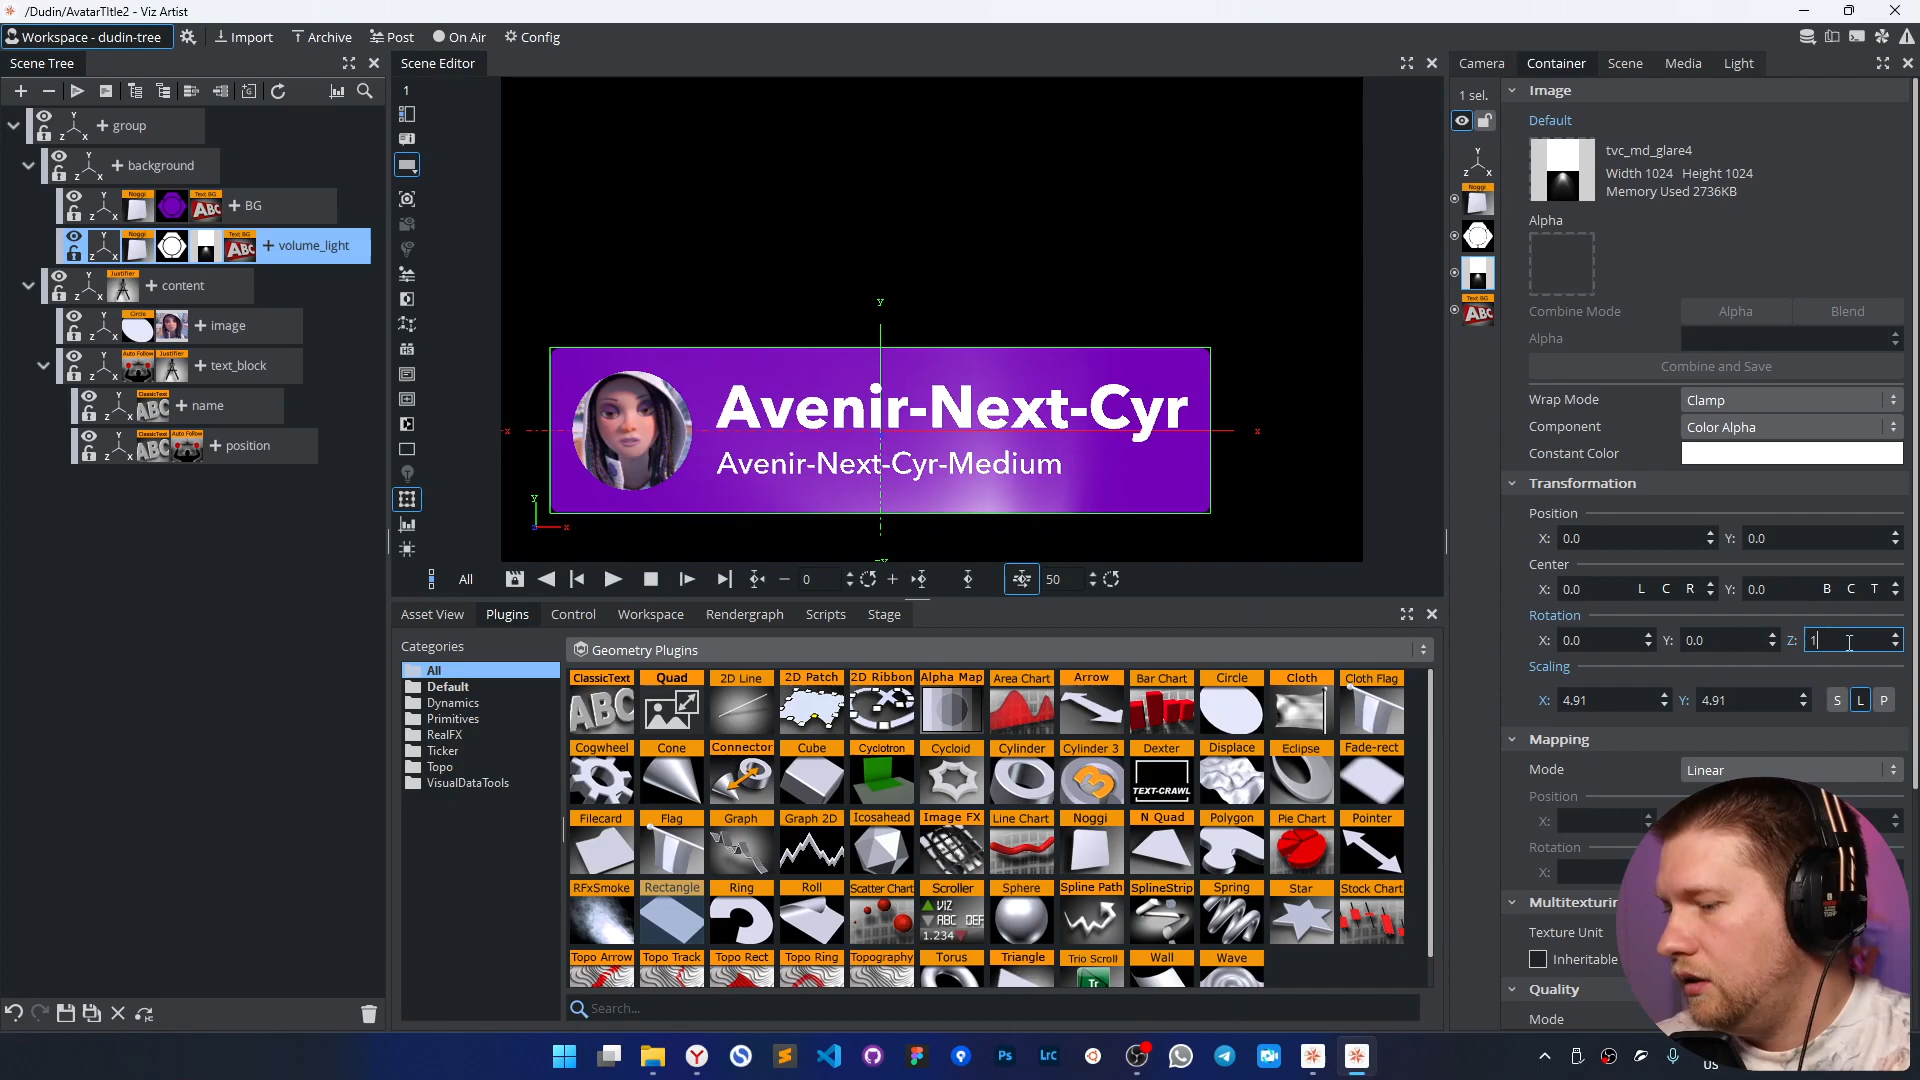 /Dudin/AvatarTItle2 - Viz Artist
Workspace - dudin-tree
Import
Archive
Post
On Air
Config
Scene Tree
group
background
BG
volume_light
content
image
text_block
name
position
Scene Editor
1
Avenir-Next-Cyr
Avenir-Next-Cyr-Medium
All
0
50
Asset View
Plugins
Control
Workspace
Rendergraph
Scripts
Stage
Categories
All
Default
Dynamics
Primitives
RealFX
Ticker
Topo
VisualDataTools
Geometry Plugins
ClassicText
Quad
2D Line
2D Patch
2D Ribbon
Alpha Map
Area Chart
Arrow
Bar Chart
Circle
Cloth
Cloth Flag
Cogwheel
Cone
Connector
Cube
Cyclotron
Cycloid
Cylinder
Cylinder 3
Dexter
Displace
Eclipse
Fade-rect
TEXT-CRAWL
Filecard
Flag
Graph
Graph 2D
Icosahead
Image FX
Line Chart
Noggi
N Quad
Polygon
Pie Chart
Pointer
RFxSmoke
Rectangle
Ring
Roll
Scatter Chart
Scroller
Sphere
Spline Path
SplineStrip
Spring
Star
Stock Chart
VIZ
ABC DEF
1.234
Topo Arrow
Topo Track
Topo Rect
Topo Ring
Topography
Torus
Triangle
Trio Scroll
Wall
Wave
Search...
Camera
Container
Scene
Media
Light
1 sel.
Image
Default
tvc_md_glare4
Width 1024 Height 1024
Memory Used 2736KB
Alpha
Combine Mode
Alpha
Blend
Alpha
Combine and Save
Wrap Mode
Clamp
Component
Color Alpha
Constant Color
Transformation
Position
X: 0.0 Y: 0.0
Center
X: 0.0 L C R Y: 0.0 B C T
Rotation
X: 0.0 Y: 0.0 Z: 1
Scaling
X: 4.91 Y: 4.91 S L P
Mapping
Mode
Linear
Position
X:
Rotation
X:
Texture Unit
Inheritable
Quality
Mode
US